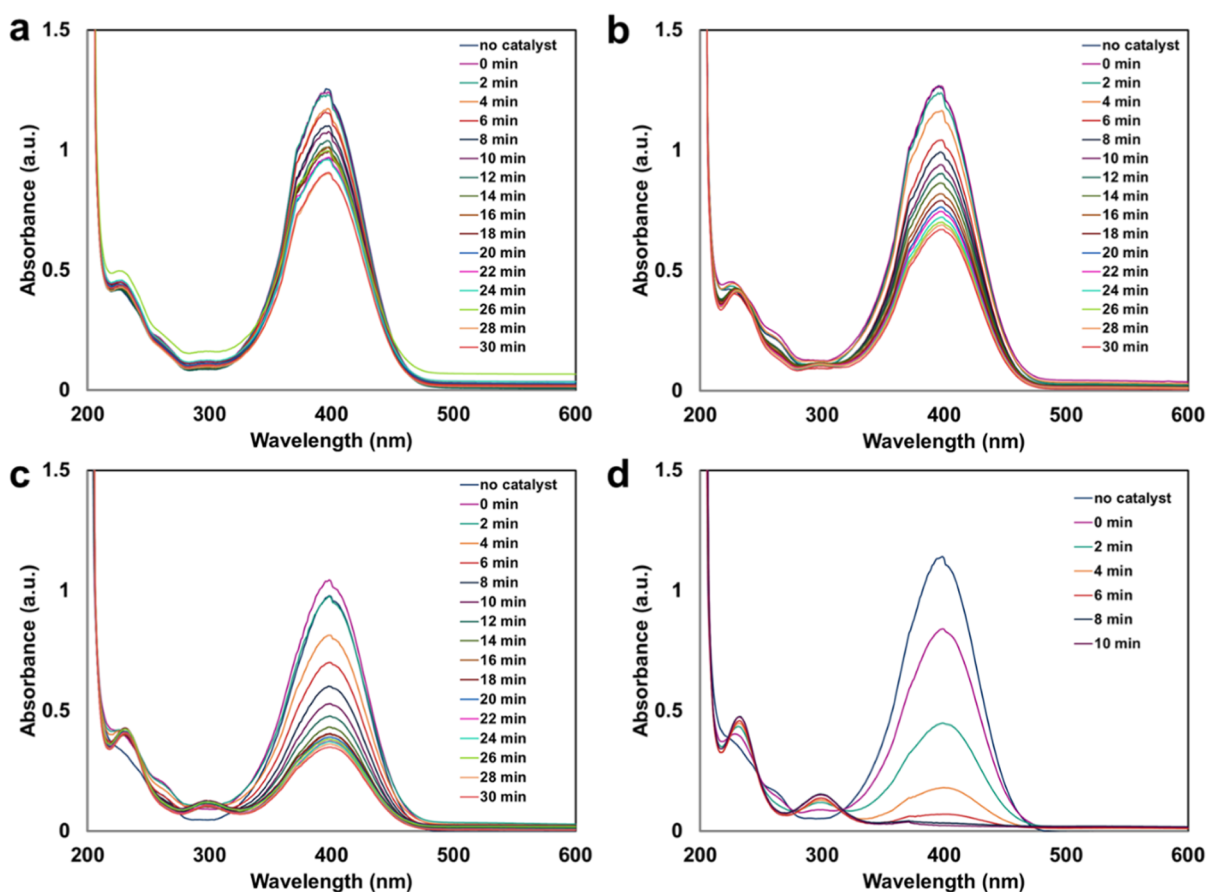 a
Absorbance (a.u.)
1.5
1
0.5
0
200
300
400
500
600
Wavelength (nm)
no catalyst
0 min
2 min
4 min
6 min
8 min
10 min
12 min
14 min
16 min
18 min
20 min
22 min
24 min
26 min
28 min
30 min
b
Absorbance (a.u.)
1.5
1
0.5
0
200
300
400
500
600
Wavelength (nm)
no catalyst
0 min
2 min
4 min
6 min
8 min
10 min
12 min
14 min
16 min
18 min
20 min
22 min
24 min
26 min
28 min
30 min
c
Absorbance (a.u.)
1.5
1
0.5
0
200
300
400
500
600
Wavelength (nm)
no catalyst
0 min
2 min
4 min
6 min
8 min
10 min
12 min
14 min
16 min
18 min
20 min
22 min
24 min
26 min
28 min
30 min
d
Absorbance (a.u.)
1.5
1
0.5
0
200
300
400
500
600
Wavelength (nm)
no catalyst
0 min
2 min
4 min
6 min
8 min
10 min